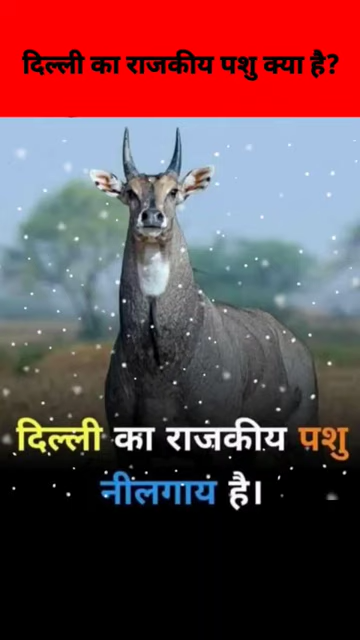 दिल्ली का राजकीय पशु क्या है?
दिल्ली का राजकीय पशु
नीलगाय है।